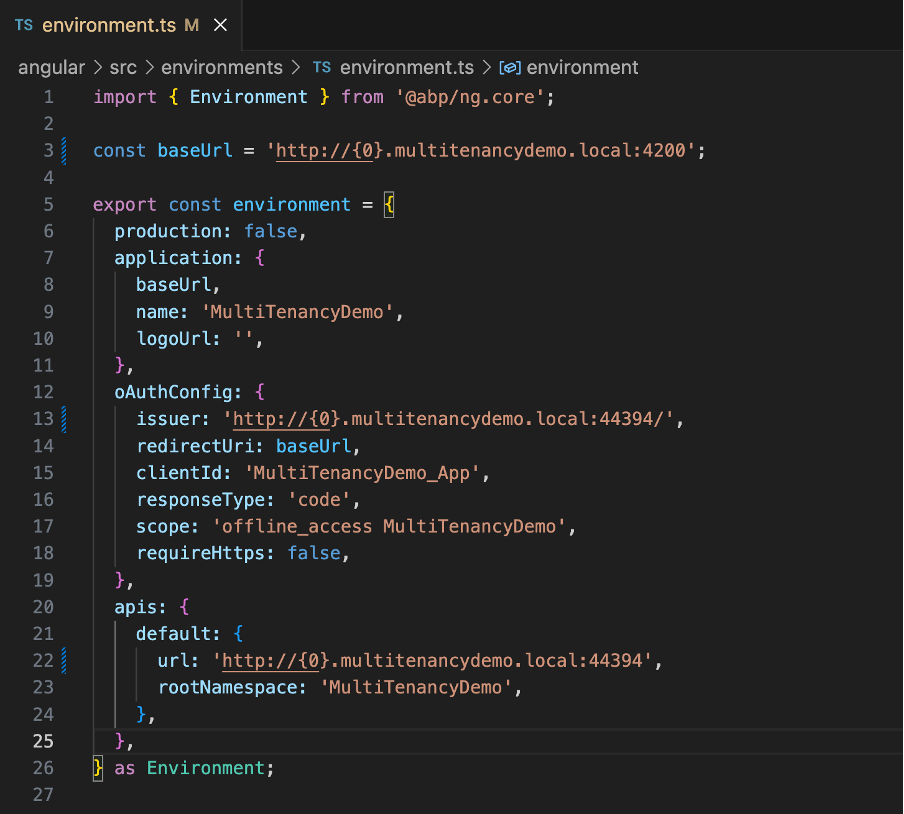 TS environment.ts M ×
angular > src > environments > TS environment.ts > environment
1 import { Environment } from '@abp/ng.core';
2
3 const baseUrl = 'http://{0}.multitenancydemo.local:4200';
4
5 export const environment = {
6 production: false,
7 application: {
8 baseUrl,
9 name: 'MultiTenancyDemo',
10 logoUrl: '',
11 },
12 oAuthConfig: {
13 issuer: 'http://{0}.multitenancydemo.local:44394/',
14 redirectUri: baseUrl,
15 clientId: 'MultiTenancyDemo_App',
16 responseType: 'code',
17 scope: 'offline_access MultiTenancyDemo',
18 requireHttps: false,
19 },
20 apis: {
21 default: {
22 url: 'http://{0}.multitenancydemo.local:44394',
23 rootNamespace: 'MultiTenancyDemo',
24 },
25 },
26 } as Environment;
27